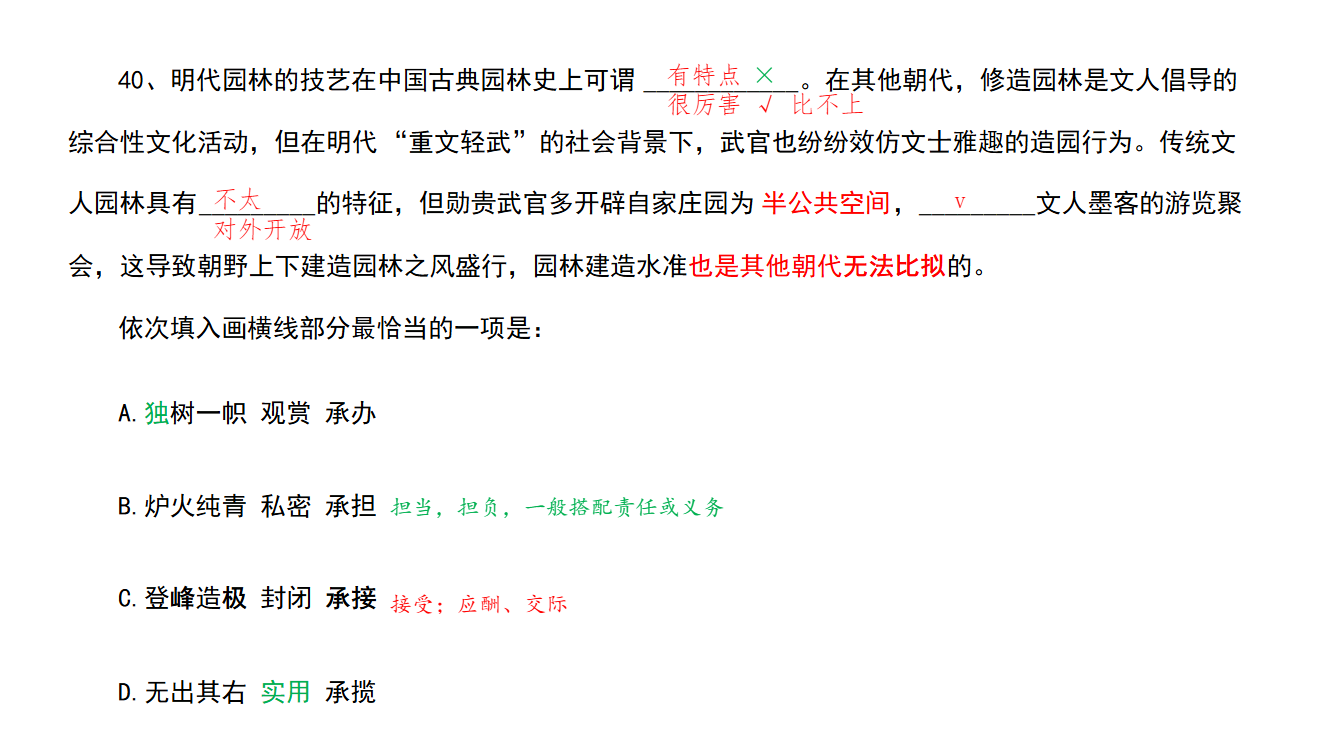 40、明代园林的技艺在中国古典园林史上可谓 有特点 × ____________。在其他朝代，修造园林是文人倡导的
很厉害 √ 比不上
综合性文化活动，但在明代 “重文轻武”的社会背景下，武官也纷纷效仿文士雅趣的造园行为。传统文
人园林具有_不太________的特征，但勋贵武官多开辟自家庄园为 半公共空间，___v______文人墨客的游览聚
对外开放
会，这导致朝野上下建造园林之风盛行，园林建造水准也是其他朝代无法比拟的。
依次填入画横线部分最恰当的一项是：
A.独树一帜 观赏 承办
B.炉火纯青 私密 承担 担当，担负，一般搭配责任或义务
C.登峰造极 封闭 承接 接受；应酬、交际
D.无出其右 实用 承揽